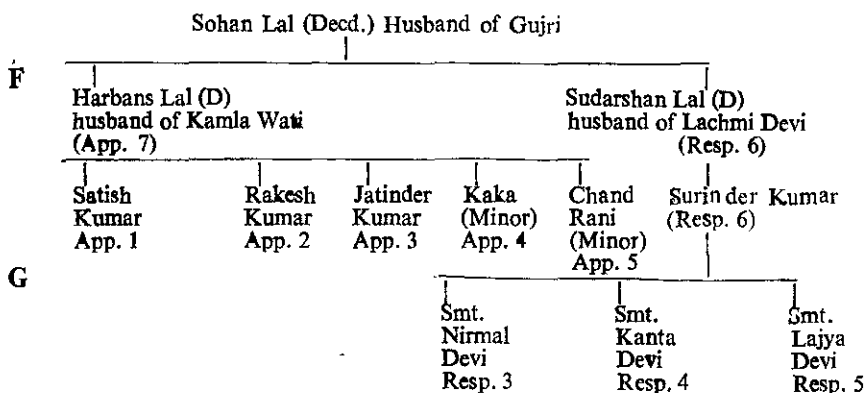 Sohan Lal (Decd.) Husband of Gujri
F
Harbans Lal (D) Sudarshan Lal (D)
husband of Kamla Wati husband of Lachmi Devi
(App. 7) (Resp. 6)
Satish Rakesh Jatinder Kaka Chand Surinder Kumar
Kumar Kumar Kumar (Minor) Rani (Resp. 6)
App. 1 App. 2 App. 3 App. 4 (Minor)
App. 5
G
Smt. Smt. Smt.
Nirmal Kanta Lajya
Devi Devi Devi
Resp. 3 Resp. 4 Resp. 5